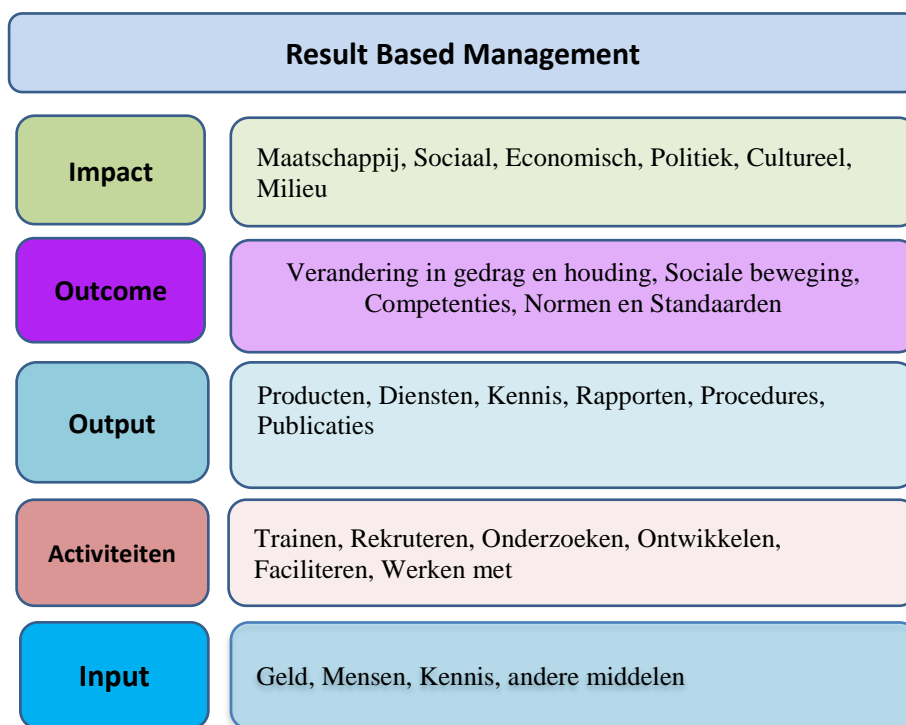 Result Based Management
Impact
Maatschappij, Sociaal, Economisch, Politiek, Cultureel,
Milieu
Outcome
Verandering in gedrag en houding, Sociale beweging,
Competenties, Normen en Standaarden
Output
Producten, Diensten, Kennis, Rapporten, Procedures,
Publicaties
Activiteiten
Trainen, Rekruteren, Onderzoeken, Ontwikkelen,
Faciliteren, Werken met
Input
Geld, Mensen, Kennis, andere middelen